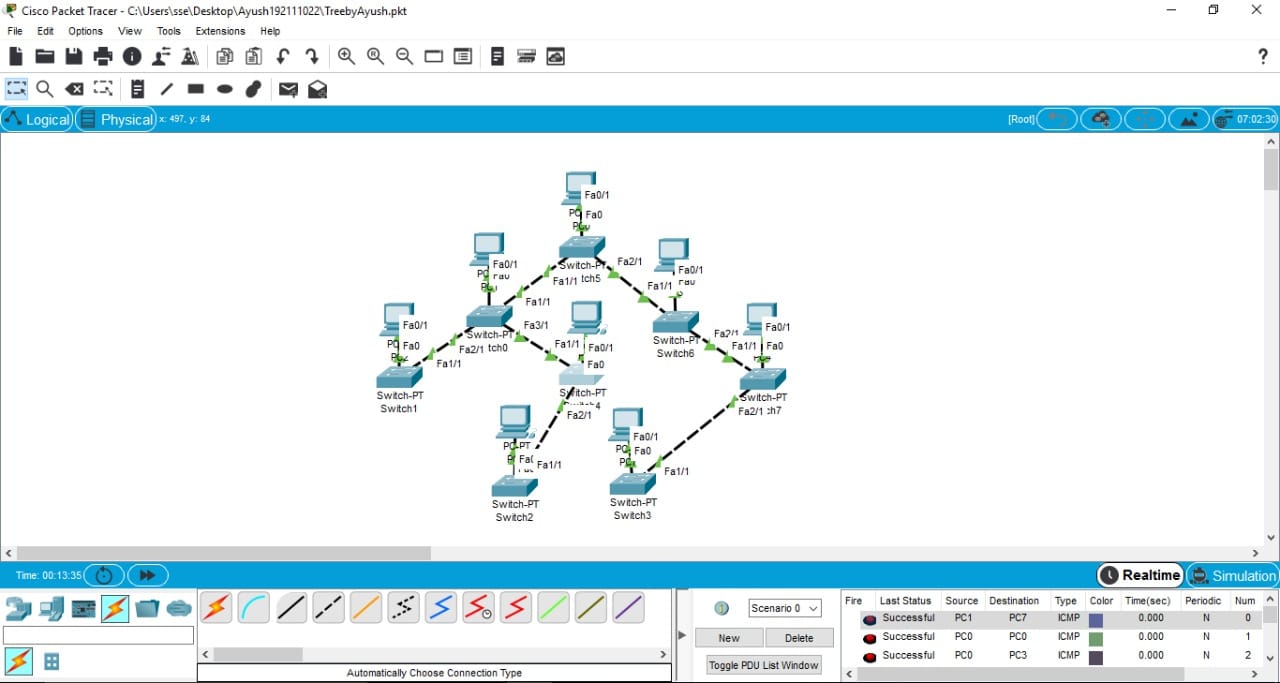 Cisco Packet Tracer - C:\Users\sse\Desktop\Ayush192111022\TreebyAyush.pkt
File Edit Options View Tools Extensions Help
Logical Physical x: 497, y: 84 [Root] 07:02:30
Fa0/1
Fa0
Fa0/1
Fa2/1
Fa0/1
Switch-PT
Fa1/1
Fa1/1
Fa1/1
Fa0/1
Fa3/1
Fa0/1
Switch-PT
Fa2/1
Fa0
Fa2/1
Fa1/1
Fa0/1
Switch-PT
Switch6
Fa1/1
Fa0
Fa1/1
Fa0
Switch-PT
Switch1
Switch-PT
Fa2/1
Switch-PT
Fa2/1
PC-PT
Fa0/1
Fa0
Fa1/1
Fa1/1
Switch-PT
Switch2
Switch-PT
Switch3
Time: 00:13:35 Realtime Simulation
Scenario 0
New Delete
Toggle PDU List Window
Automatically Choose Connection Type
Fire Last Status Source Destination Type Color Time(sec) Periodic Num
Successful PC1 PC7 ICMP 0.000 N 0
Successful PC0 PC0 ICMP 0.000 N 1
Successful PC0 PC3 ICMP 0.000 N 2